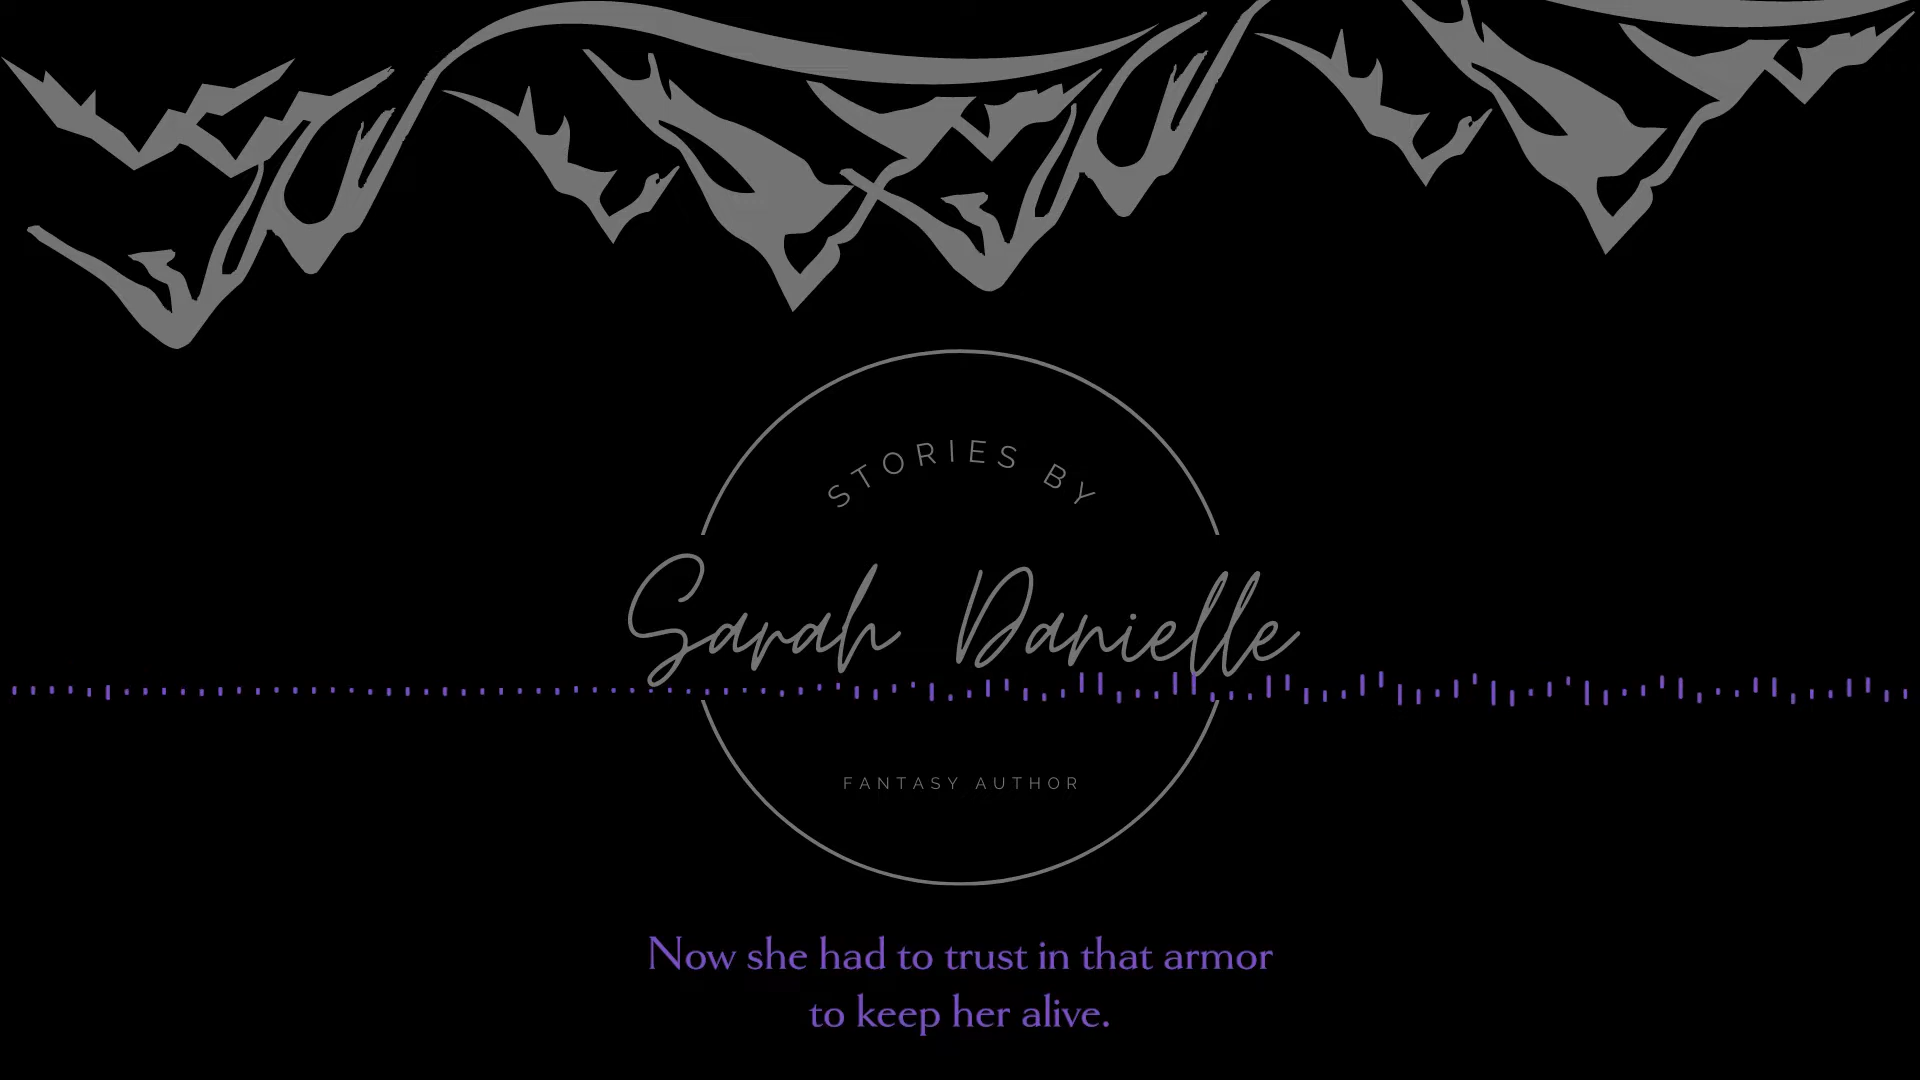 STORIES BY
Sarah Danielle
FANTASY AUTHOR
Now she had to trust in that armor
to keep her alive.